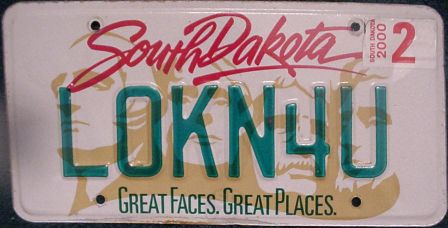 South Dakota
SOUTH DAKOTA
2000
2
LOKN4U
GREAT FACES. GREAT PLACES.